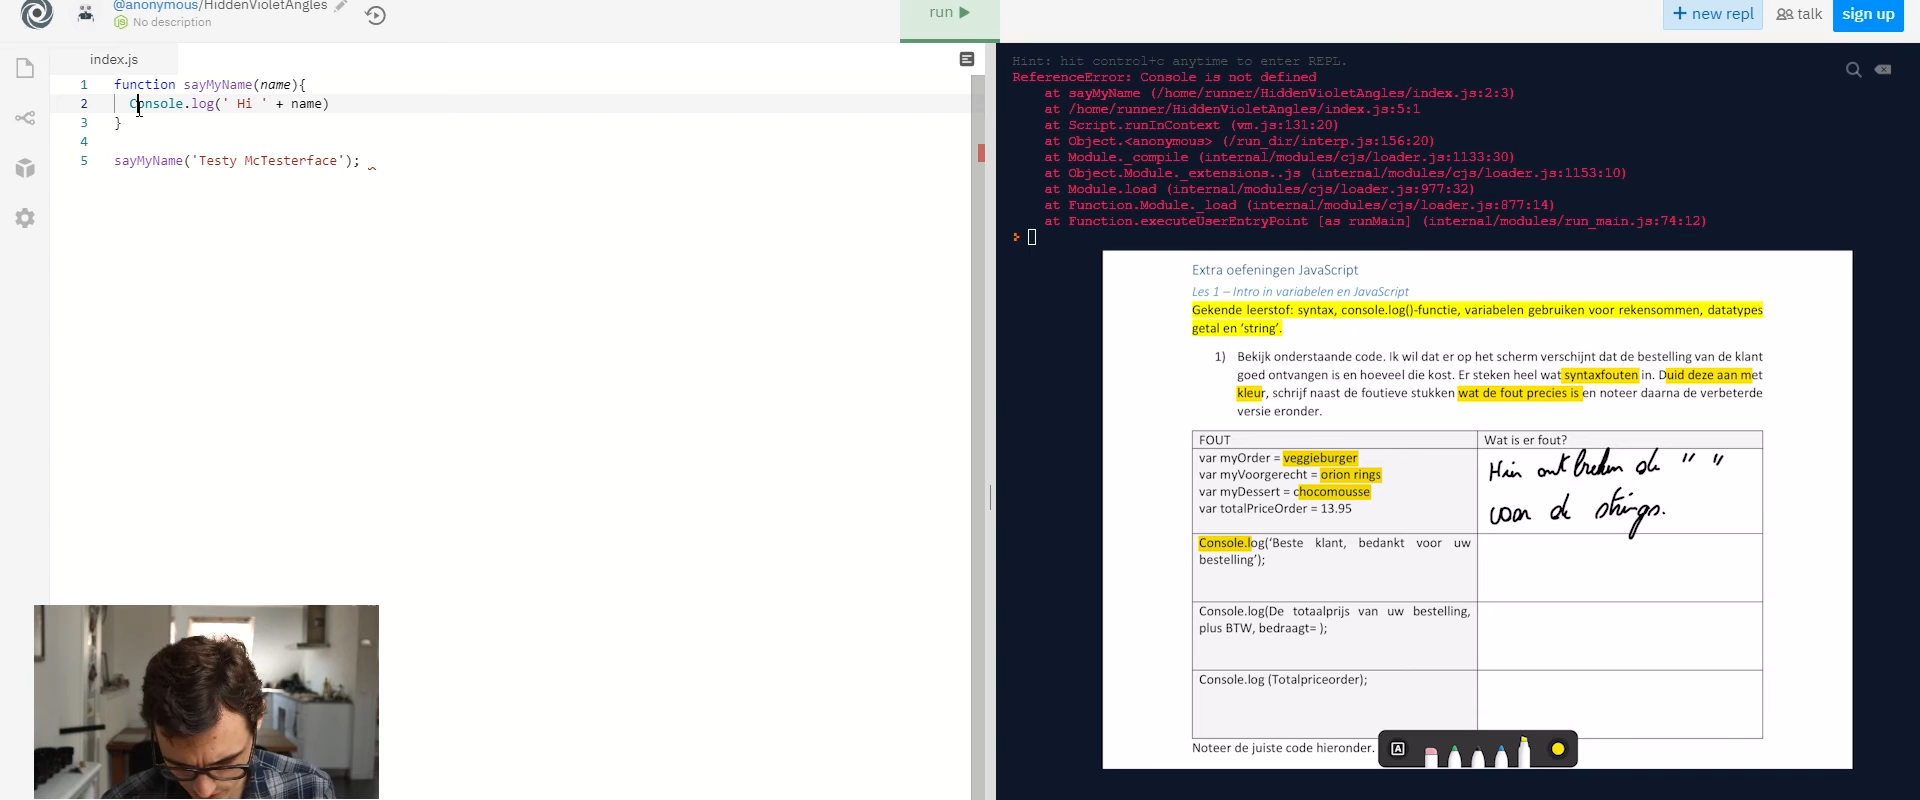 @anonymous/HiddenVioletAngles
No description
run
+ new repl
talk
sign up
index.js
1 function sayMyName(name){
2 Console.log(' Hi ' + name)
3 }
4
5 sayMyName('Testy McTesterface');
Hint: hit control+c anytime to enter REPL.
ReferenceError: Console is not defined
at sayMyName (/home/runner/HiddenVioletAngles/index.js:2:3)
at /home/runner/HiddenVioletAngles/index.js:5:1
at Script.runInContext (vm.js:131:20)
at Object.<anonymous> (/run_dir/interp.js:156:20)
at Module._compile (internal/modules/cjs/loader.js:1133:30)
at Object.Module._extensions..js (internal/modules/cjs/loader.js:1153:10)
at Module.load (internal/modules/cjs/loader.js:977:32)
at Function.Module._load (internal/modules/cjs/loader.js:877:14)
at Function.executeUserEntryPoint [as runMain] (internal/modules/run_main.js:74:12)
>
Extra oefeningen JavaScript
Les 1 – Intro in variabelen en JavaScript
Gekende leerstof: syntax, console.log()-functie, variabelen gebruiken voor rekensommen, datatypes
getal en ‘string’.
1) Bekijk onderstaande code. Ik wil dat er op het scherm verschijnt dat de bestelling van de klant
goed ontvangen is en hoeveel die kost. Er steken heel wat syntaxfouten in. Duid deze aan met
kleur, schrijf naast de foutieve stukken wat de fout precies is en noteer daarna de verbeterde
versie eronder.
FOUT
Wat is er fout?
var myOrder = veggieburger
var myVoorgerecht = orion rings
var myDessert = chocomousse
var totalPriceOrder = 13.95
Hier ontbreken de " "
voor de strings.
Console.log(‘Beste klant, bedankt voor uw
bestelling’);
Console.log(De totaalprijs van uw bestelling,
plus BTW, bedraagt= );
Console.log (Totalpriceorder);
Noteer de juiste code hieronder.
A